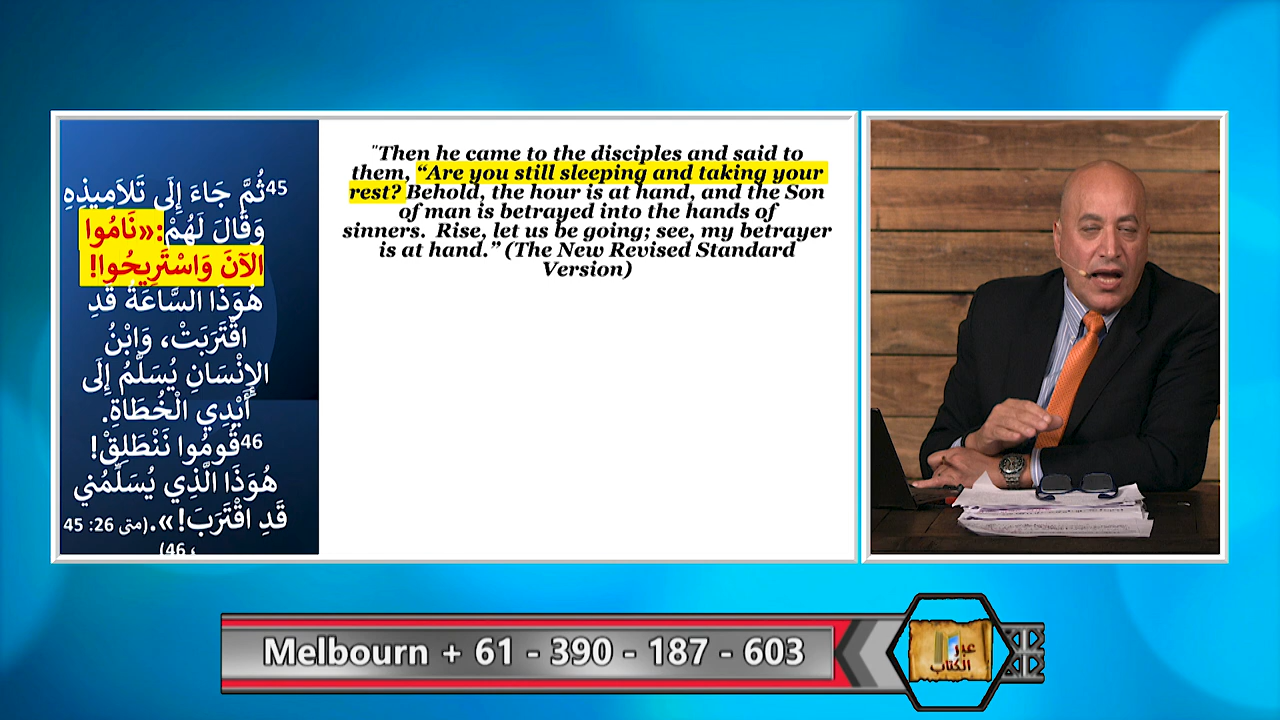 45ثُمَّ جَاءَ إِلَى تَلاَمِيذِهِ
وَقَالَ لَهُمْ:«نَامُوا
الآنَ وَاسْتَرِيحُوا!
هُوَذَا السَّاعَةُ قَدِ
اقْتَرَبَتْ، وَابْنُ
الإِنْسَانِ يُسَلَّمُ إِلَى
أَيْدِي الْخُطَاةِ.
46قُومُوا نَنْطَلِقْ!
هُوَذَا الَّذِي يُسَلِّمُني
قَدِ اقْتَرَبَ!».(متى 26: 45
، 46)
"Then he came to the disciples and said to
them, “Are you still sleeping and taking your
rest? Behold, the hour is at hand, and the Son
of man is betrayed into the hands of
sinners. Rise, let us be going; see, my betrayer
is at hand.” (The New Revised Standard
Version)
Melbourn + 61 - 390 - 187 - 603
عبر
الكتاب